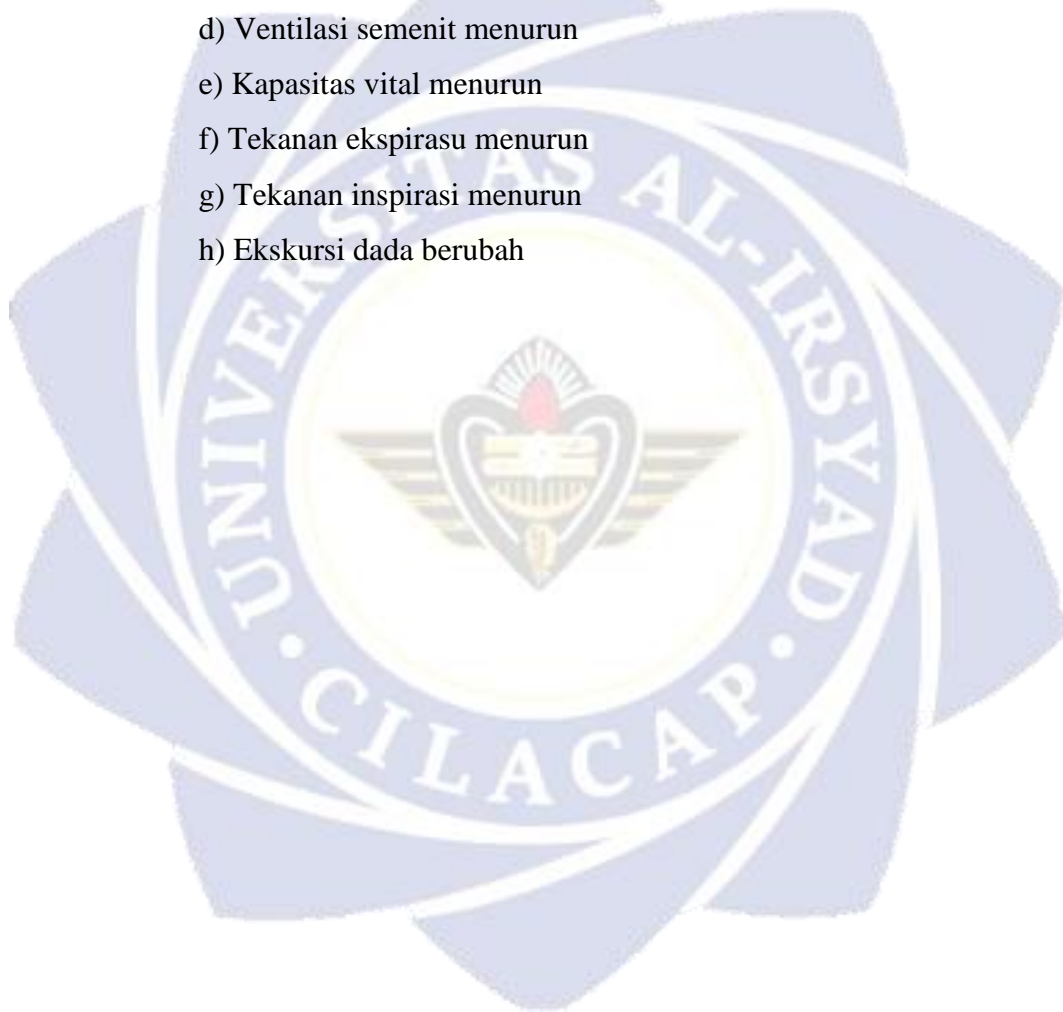 d) Ventilasi semenit menurun
e) Kapasitas vital menurun
f) Tekanan ekspirasu menurun
g) Tekanan inspirasi menurun
h) Ekskursi dada berubah
UNIVERSITAS AL-IRSYAD
• CILACAP •